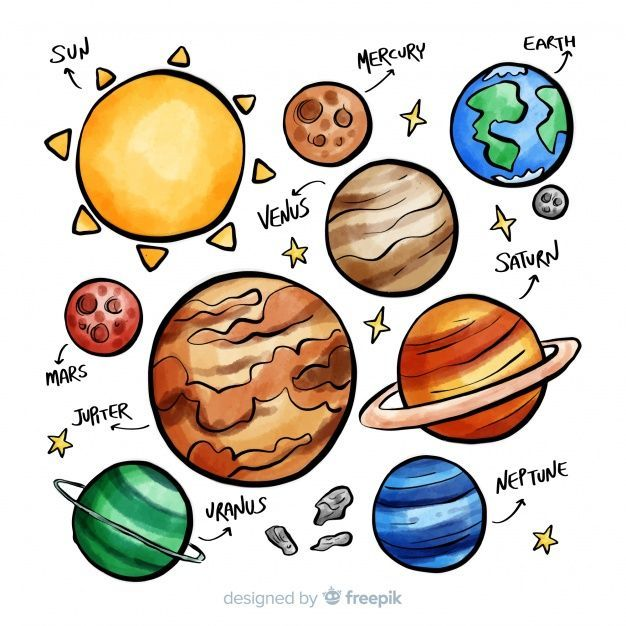 SUN
MERCURY
EARTH
VENUS
SATURN
MARS
JUPITER
URANUS
NEPTUNE
designed by freepik